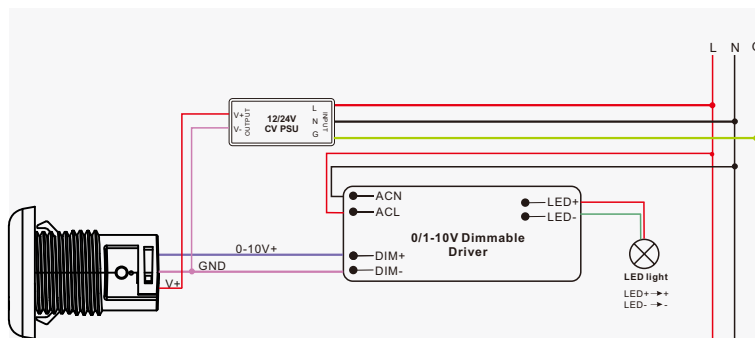 L N
V+ OUTPUT 12/24V INPUT L
V- CV PSU N
G
ACN
ACL
LED+
LED-
0/1-10V Dimmable
Driver
0-10V+
DIM+
GND
DIM-
V+
LED light
LED+ → +
LED- → -